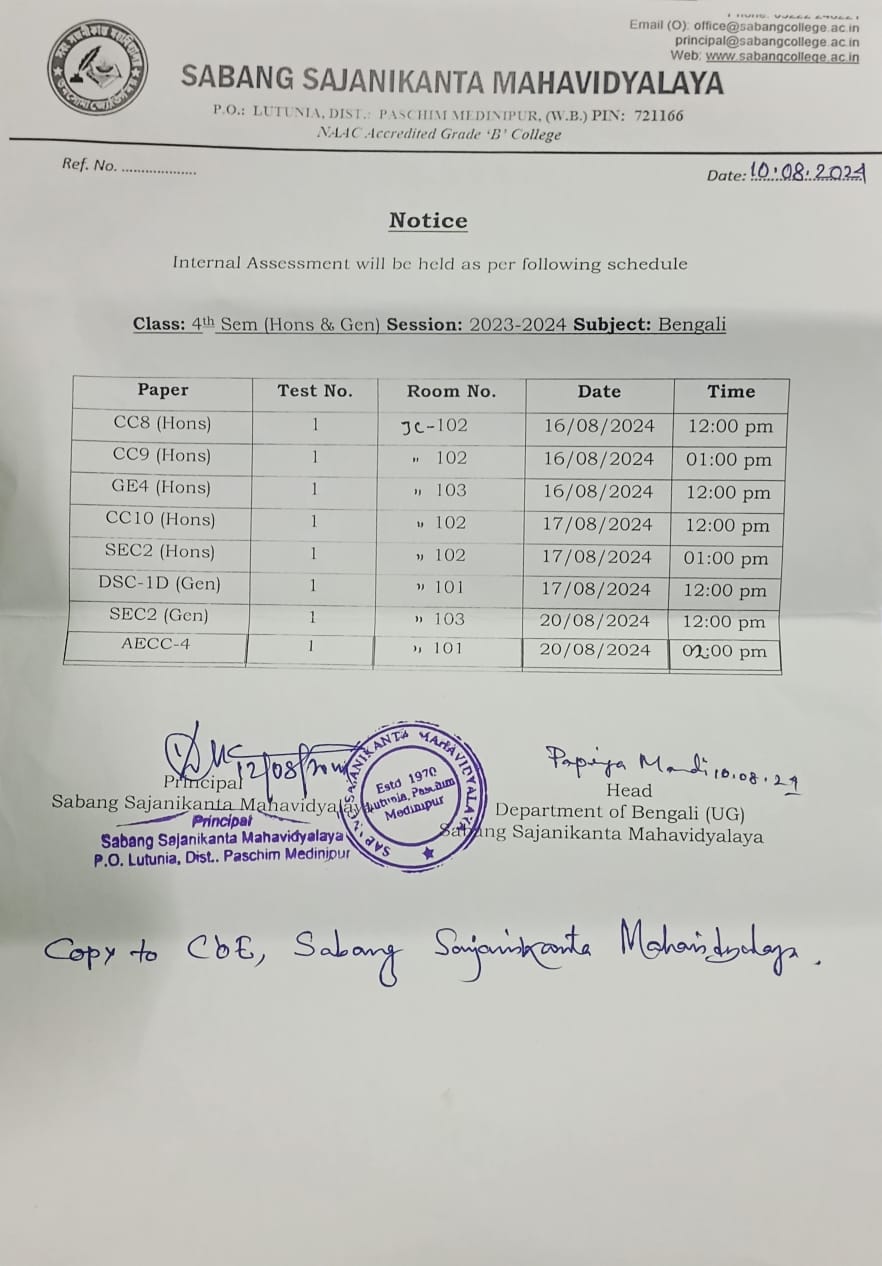 Email (O): office@sabangcollege.ac.in
principal@sabangcollege.ac.in
Web: www.sabangcollege.ac.in
SABANG SAJANIKANTA MAHAVIDYALAYA
P.O.: LUTUNIA, DIST.: PASCHIM MEDINIPUR, (W.B.) PIN: 721166
NAAC Accredited Grade ‘B’ College
Ref. No. ...................
Date: 10.08.2024
Notice
Internal Assessment will be held as per following schedule
Class: 4th Sem (Hons & Gen) Session: 2023-2024 Subject: Bengali
Paper Test No. Room No. Date Time
CC8 (Hons) 1 JC-102 16/08/2024 12:00 pm
CC9 (Hons) 1 " 102 16/08/2024 01:00 pm
GE4 (Hons) 1 " 103 16/08/2024 12:00 pm
CC10 (Hons) 1 " 102 17/08/2024 12:00 pm
SEC2 (Hons) 1 " 102 17/08/2024 01:00 pm
DSC-1D (Gen) 1 " 101 17/08/2024 12:00 pm
SEC2 (Gen) 1 " 103 20/08/2024 12:00 pm
AECC-4 1 " 101 20/08/2024 02:00 pm
12/08/2024
Papiya Mandi 10.08.24
Principal
Sabang Sajanikanta Mahavidyalaya
Principal
Sabang Sajanikanta Mahavidyalaya
P.O. Lutunia, Dist.. Paschim Medinipur
SABANG SAJANIKANTA MAHAVIDYALAYA
Estd 1970
Lutunia, Paschim
Medinipur
Head
Department of Bengali (UG)
Sabang Sajanikanta Mahavidyalaya
Copy to CoE, Sabang Sajanikanta Mahavidyalaya.